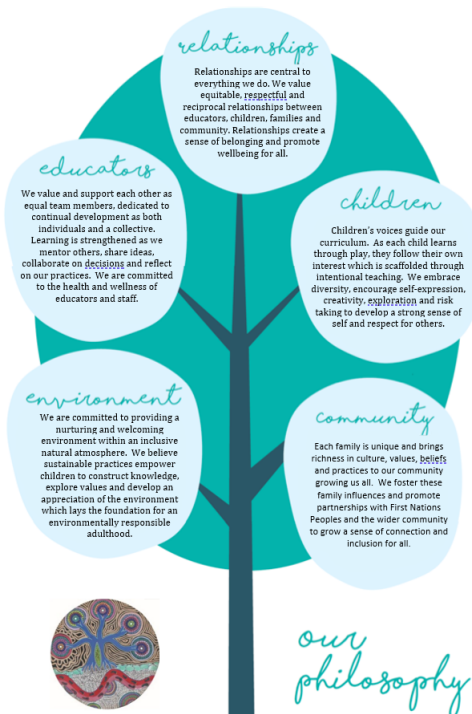 relationships
Relationships are central to
everything we do. We value
equitable, respectful and
reciprocal relationships between
educators, children, families and
community. Relationships create a
sense of belonging and promote
wellbeing for all.
educators
We value and support each other as
equal team members, dedicated to
continual development as both
individuals and a collective.
Learning is strengthened as we
mentor others, share ideas,
collaborate on decisions and reflect
on our practices. We are committed
to the health and wellness of
educators and staff.
children
Children's voices guide our
curriculum. As each child learns
through play, they follow their own
interest which is scaffolded through
intentional teaching. We embrace
diversity, encourage self-expression,
creativity, exploration and risk
taking to develop a strong sense of
self and respect for others.
environment
We are committed to providing a
nurturing and welcoming
environment within an inclusive
natural atmosphere. We believe
sustainable practices empower
children to construct knowledge,
explore values and develop an
appreciation of the environment
which lays the foundation for an
environmentally responsible
adulthood.
community
Each family is unique and brings
richness in culture, values, beliefs
and practices to our community
growing us all. We foster these
family influences and promote
partnerships with First Nations
Peoples and the wider community
to grow a sense of connection and
inclusion for all.
our
philosophy